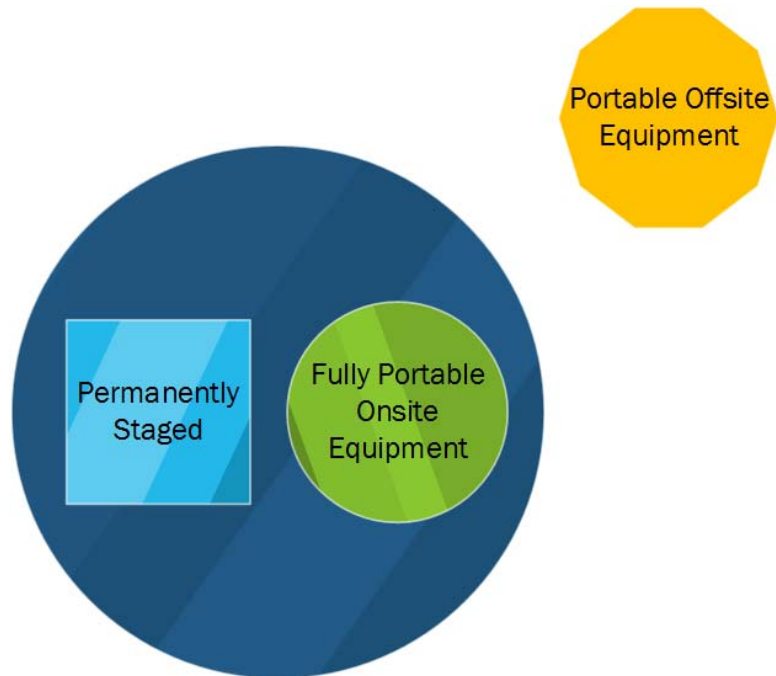 Portable Offsite
Equipment
Permanently
Staged
Fully Portable
Onsite
Equipment